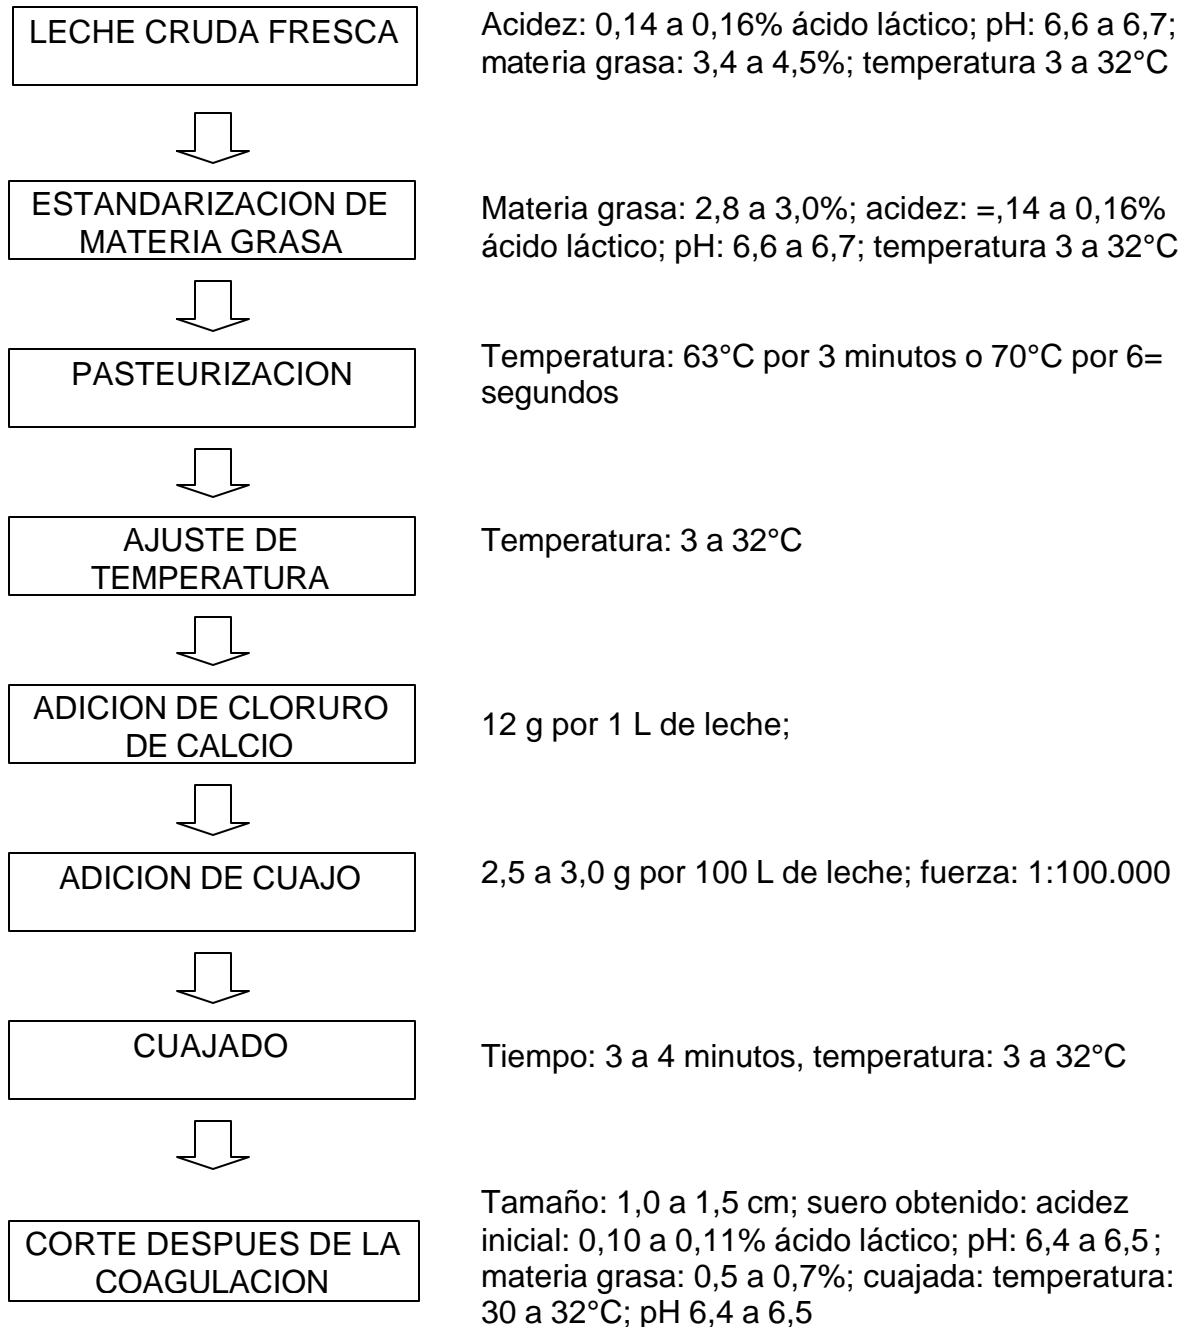 LECHE CRUDA FRESCA
Acidez: 0,14 a 0,16% ácido láctico; pH: 6,6 a 6,7;
materia grasa: 3,4 a 4,5%; temperatura 3 a 32°C
ESTANDARIZACION DE
MATERIA GRASA
Materia grasa: 2,8 a 3,0%; acidez: =,14 a 0,16%
ácido láctico; pH: 6,6 a 6,7; temperatura 3 a 32°C
PASTEURIZACION
Temperatura: 63°C por 3 minutos o 70°C por 6=
segundos
AJUSTE DE
TEMPERATURA
Temperatura: 3 a 32°C
ADICION DE CLORURO
DE CALCIO
12 g por 1 L de leche;
ADICION DE CUAJO
2,5 a 3,0 g por 100 L de leche; fuerza: 1:100.000
CUAJADO
Tiempo: 3 a 4 minutos, temperatura: 3 a 32°C
CORTE DESPUES DE LA
COAGULACION
Tamaño: 1,0 a 1,5 cm; suero obtenido: acidez
inicial: 0,10 a 0,11% ácido láctico; pH: 6,4 a 6,5;
materia grasa: 0,5 a 0,7%; cuajada: temperatura:
30 a 32°C; pH 6,4 a 6,5